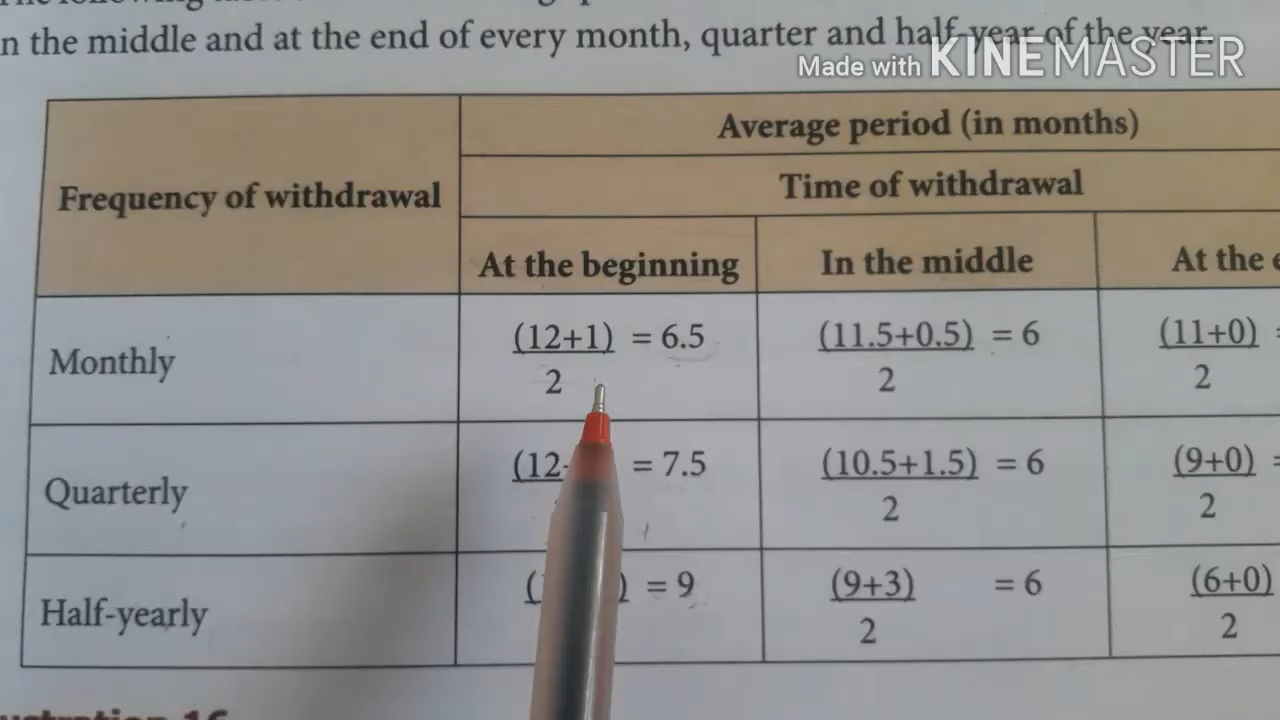 n the middle and at the end of every month, quarter and half-year of the year.
Made with KINEMASTER
Average period (in months)
Frequency of withdrawal
Time of withdrawal
At the beginning
In the middle
At the
Monthly
(12+1) = 6.5
2
(11.5+0.5) = 6
2
(11+0)
2
Quarterly
(12 = 7.5
(10.5+1.5) = 6
2
(9+0)
2
Half-yearly
( ) = 9
(9+3) = 6
2
(6+0)
2